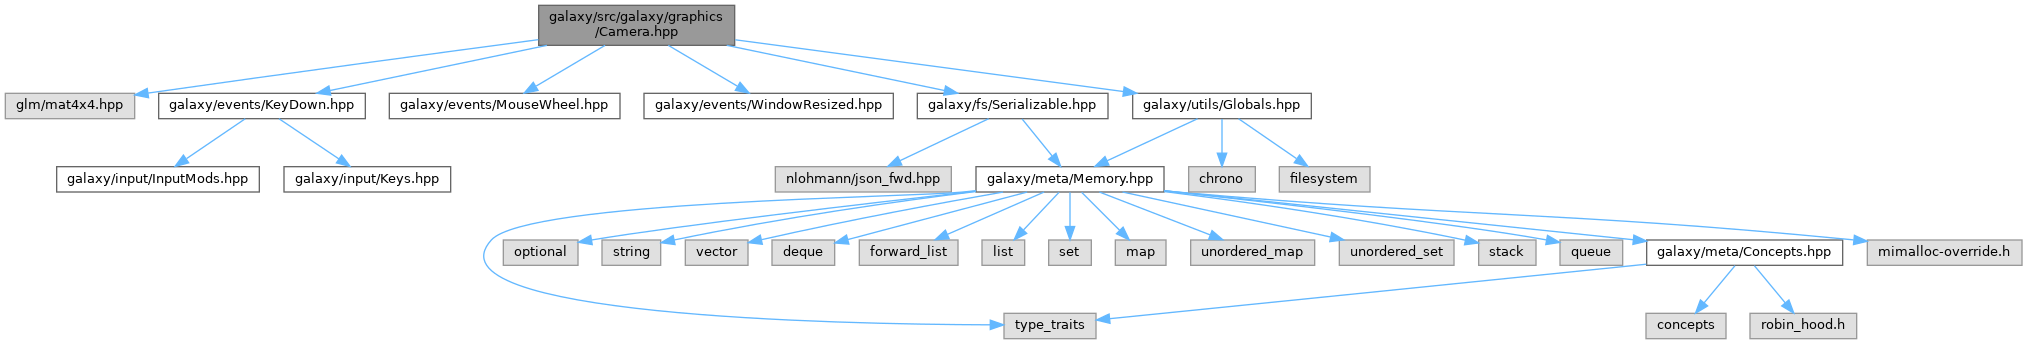 galaxy/src/galaxy/graphics
/Camera.hpp
glm/mat4x4.hpp
galaxy/events/KeyDown.hpp
galaxy/events/MouseWheel.hpp
galaxy/events/WindowResized.hpp
galaxy/fs/Serializable.hpp
galaxy/utils/Globals.hpp
galaxy/input/InputMods.hpp
galaxy/input/Keys.hpp
nlohmann/json_fwd.hpp
galaxy/meta/Memory.hpp
chrono
filesystem
optional
string
vector
deque
forward_list
list
set
map
unordered_map
unordered_set
stack
queue
galaxy/meta/Concepts.hpp
mimalloc-override.h
type_traits
concepts
robin_hood.h